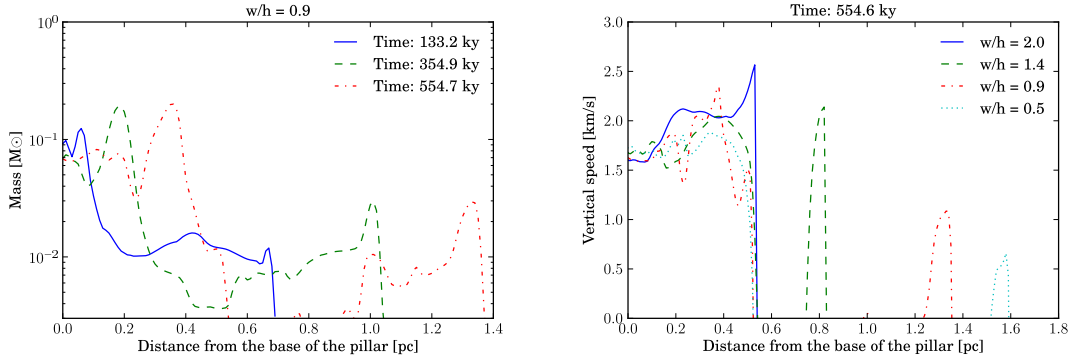 w/h = 0.9
10⁰
10⁻¹
10⁻²
Mass [M☉]
Time: 133.2 ky
Time: 354.9 ky
Time: 554.7 ky
0.0 0.2 0.4 0.6 0.8 1.0 1.2 1.4
Distance from the base of the pillar [pc]
Time: 554.6 km/s
3.0
2.5
2.0
1.5
1.0
0.5
0.0
Vertical speed [km/s]
w/h = 2.0
w/h = 1.4
w/h = 0.9
w/h = 0.5
0.0 0.2 0.4 0.6 0.8 1.0 1.2 1.4 1.6 1.8
Distance from the base of the pillar [pc]